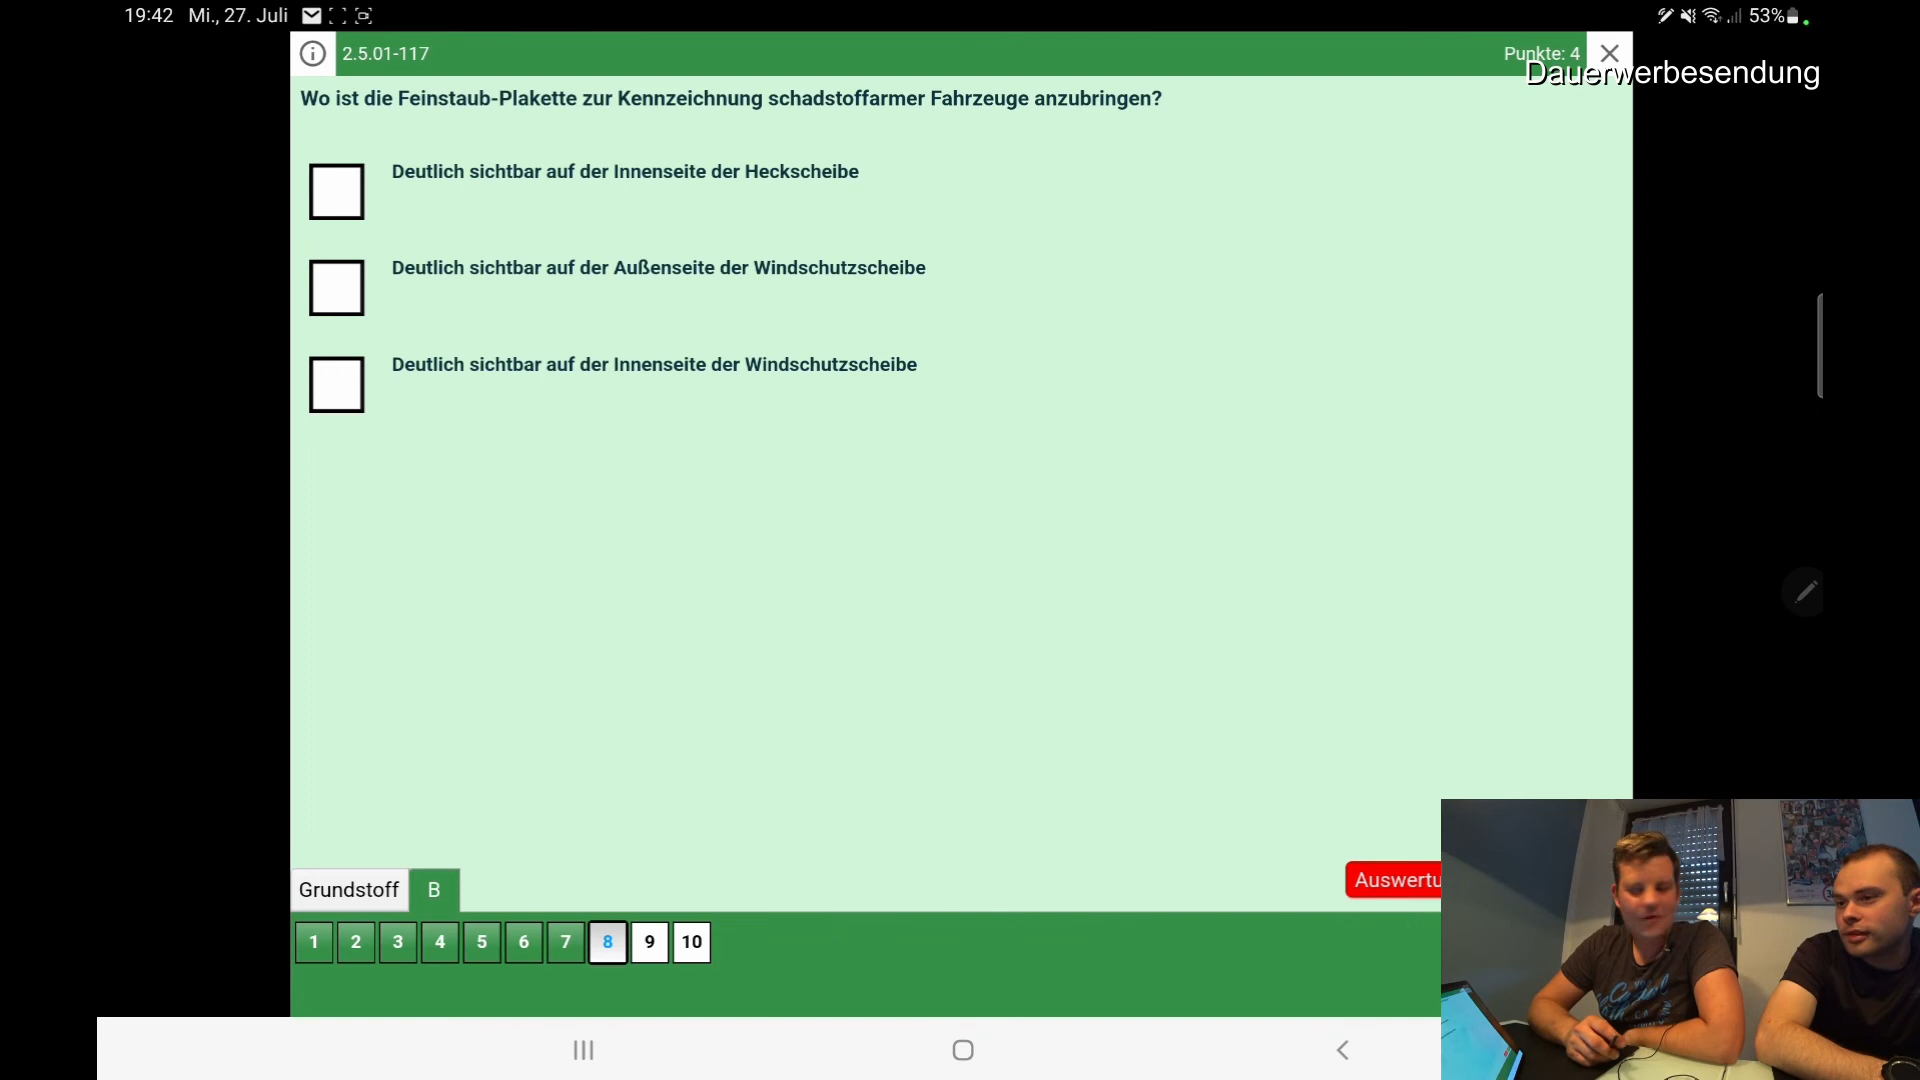 19:42 Mi., 27. Juli
53%
2.5.01-117
Punkte: 4
Dauerwerbesendung
Wo ist die Feinstaub-Plakette zur Kennzeichnung schadstoffarmer Fahrzeuge anzubringen?
Deutlich sichtbar auf der Innenseite der Heckscheibe
Deutlich sichtbar auf der Außenseite der Windschutzscheibe
Deutlich sichtbar auf der Innenseite der Windschutzscheibe
Grundstoff B
Auswertu
1 2 3 4 5 6 7 8 9 10